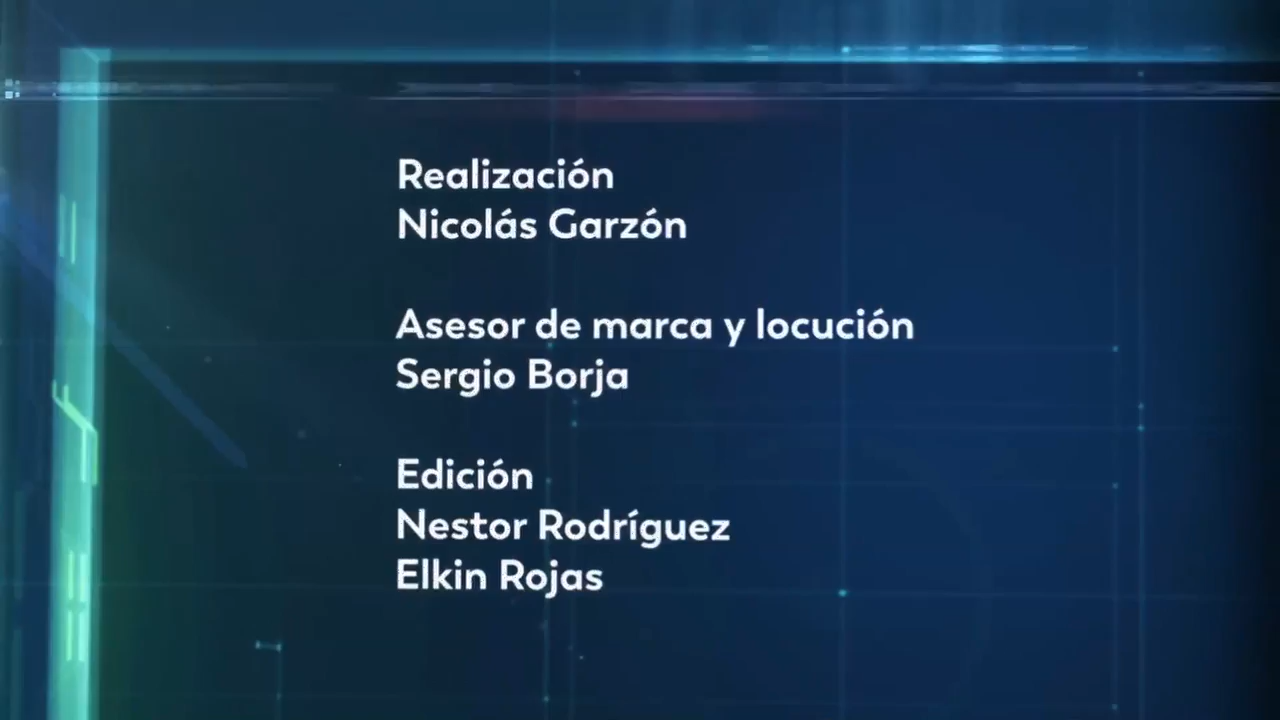 Realización
Nicolás Garzón
Asesor de marca y locución
Sergio Borja
Edición
Nestor Rodríguez
Elkin Rojas